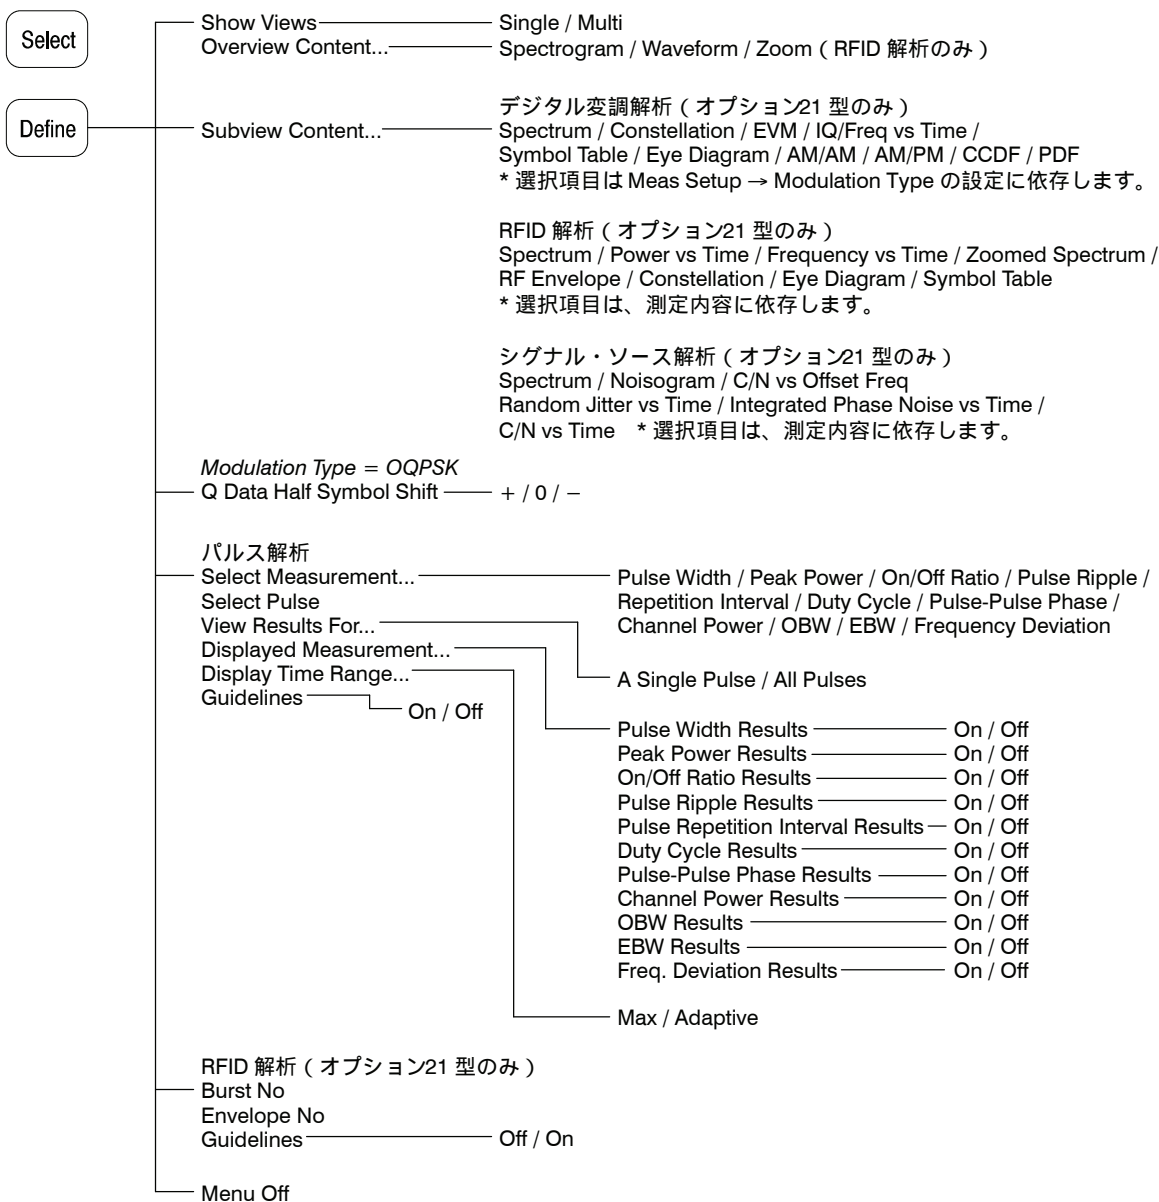 Select
Show Views
Single / Multi
Overview Content...
Spectrogram / Waveform / Zoom ( RFID 解析のみ )
Define
デジタル変調解析 ( オプション21 型のみ )
Subview Content...
Spectrum / Constellation / EVM / IQ/Freq vs Time /
Symbol Table / Eye Diagram / AM/AM / AM/PM / CCDF / PDF
* 選択項目は Meas Setup → Modulation Type の設定に依存します。
RFID 解析 ( オプション21 型のみ )
Spectrum / Power vs Time / Frequency vs Time / Zoomed Spectrum /
RF Envelope / Constellation / Eye Diagram / Symbol Table
* 選択項目は、測定内容に依存します。
シグナル・ソース解析 ( オプション21 型のみ )
Spectrum / Noisogram / C/N vs Offset Freq
Random Jitter vs Time / Integrated Phase Noise vs Time /
C/N vs Time * 選択項目は、測定内容に依存します。
Modulation Type = OQPSK
Q Data Half Symbol Shift
+ / 0 / −
パルス解析
Select Measurement...
Pulse Width / Peak Power / On/Off Ratio / Pulse Ripple /
Repetition Interval / Duty Cycle / Pulse-Pulse Phase /
Channel Power / OBW / EBW / Frequency Deviation
Select Pulse
View Results For...
Displayed Measurement...
Display Time Range...
A Single Pulse / All Pulses
Guidelines
On / Off
Pulse Width Results On / Off
Peak Power Results On / Off
On/Off Ratio Results On / Off
Pulse Ripple Results On / Off
Pulse Repetition Interval Results On / Off
Duty Cycle Results On / Off
Pulse-Pulse Phase Results On / Off
Channel Power Results On / Off
OBW Results On / Off
EBW Results On / Off
Freq. Deviation Results On / Off
Max / Adaptive
RFID 解析 ( オプション21 型のみ )
Burst No
Envelope No
Guidelines
Off / On
Menu Off